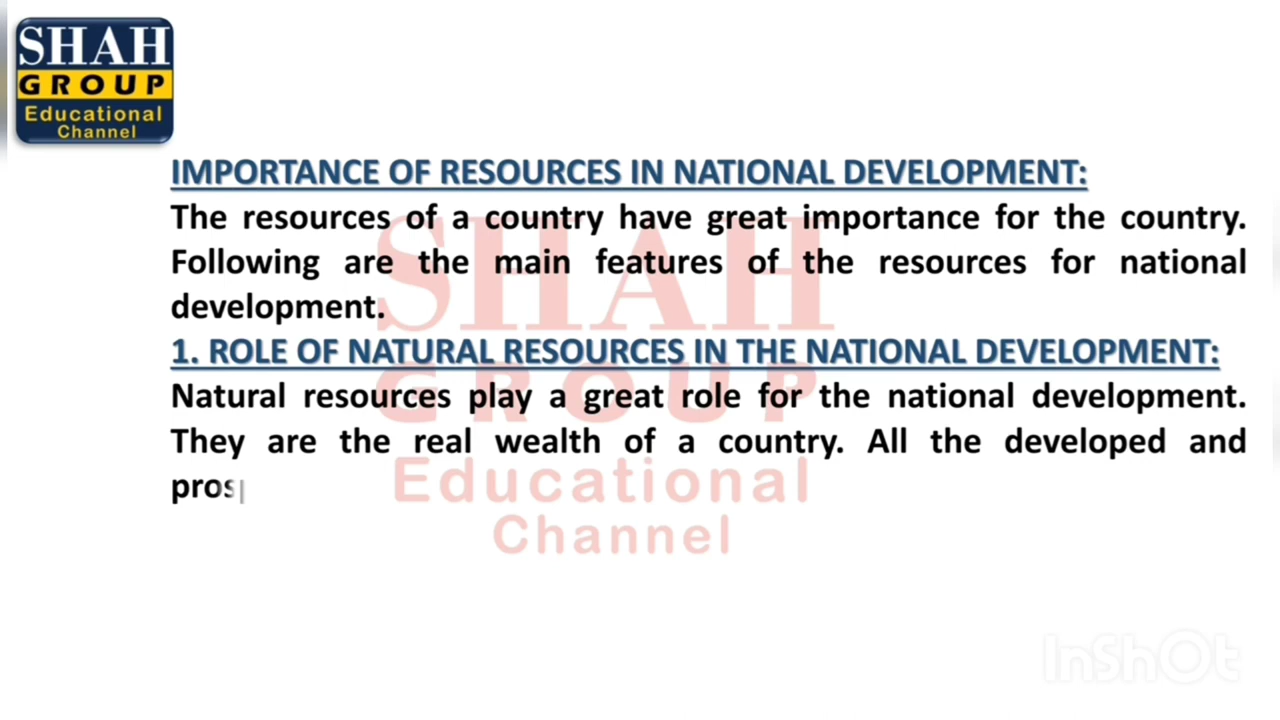 SHAH
GROUP
Educational
Channel
IMPORTANCE OF RESOURCES IN NATIONAL DEVELOPMENT:
The resources of a country have great importance for the country.
Following are the main features of the resources for national
development.
1. ROLE OF NATURAL RESOURCES IN THE NATIONAL DEVELOPMENT:
Natural resources play a great role for the national development.
They are the real wealth of a country. All the developed and
pros
SHAH
GROUP
Educational
Channel
InShOt